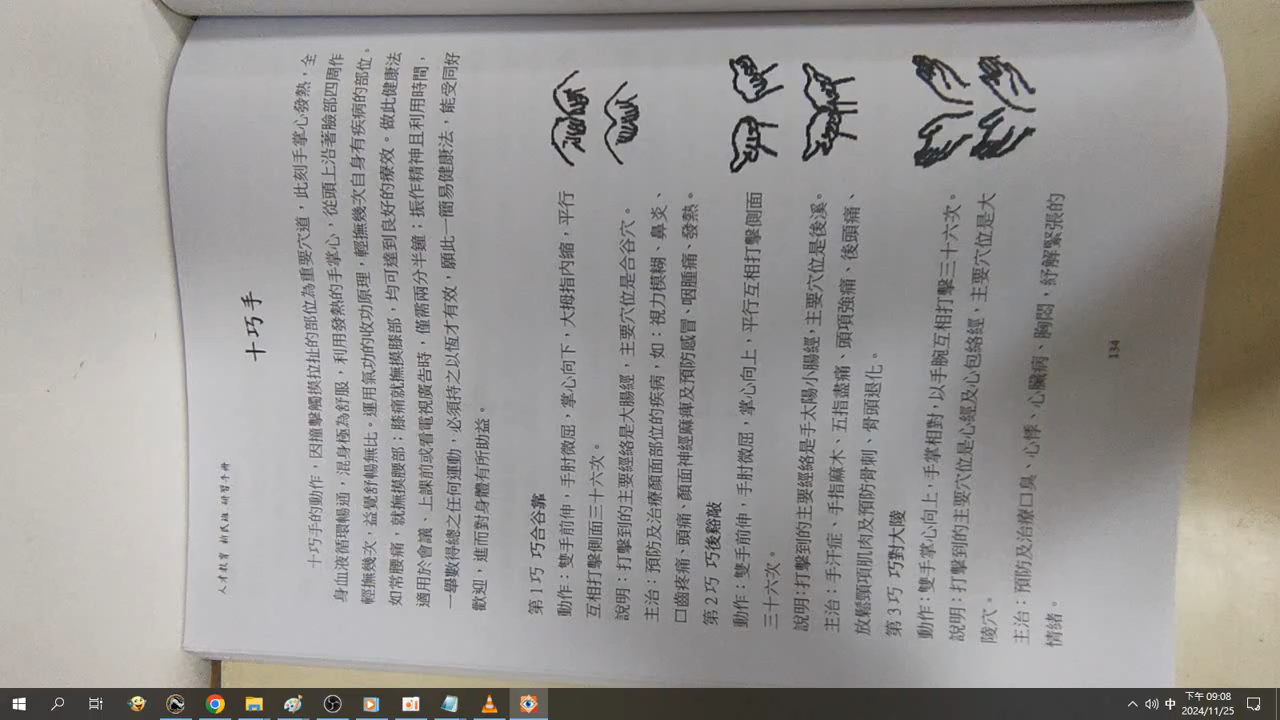 人才教育 新民組 研習手冊
十巧手
十巧手的動作，因撞擊觸摸拉扯的部位為重要穴道，此刻手掌心發熱，全
身血液循環暢通，混身極為舒服，利用發熱的手掌心，從頭上沿著臉部四周作
輕撫幾次，益覺舒暢無比。運用氣功的收功原理，輕撫幾次自身有疾病的部位。
如常腰痛，就撫摸腰部；膝痛就撫摸膝部，均可達到良好的療效。做此健康法
適用於會議、上課前或看電視廣告時，僅需兩分半鐘；振作精神且利用時間，
一舉數得總之任何運動，必須持之以恆才有效，願此一簡易健康法，能受同好
歡迎，進而對身體有所助益。
第1巧 巧合谷靠
動作：雙手前伸，手肘微屈，掌心向下，大拇指內縮，平行
互相打擊側面三十六次。
說明：打擊到的主要經絡是大腸經，主要穴位是合谷穴。
主治：預防及治療顏面部位的疾病，如：視力模糊、鼻炎、
口齒疼痛、頭痛、顏面神經麻痺及預防感冒、咽腫痛、發熱。
第2巧 巧後谿敲
動作：雙手前伸，手肘微屈，掌心向上，平行互相打擊側面
三十六次。
說明：打擊到的主要經絡是手太陽小腸經，主要穴位是後溪。
主治：手汗症、手指麻木、五指盡痛、頭項強痛、後頭痛、
放鬆頸項肌肉及預防骨刺、骨頭退化。
第3巧 巧對大陵
動作：雙手掌心向上，手掌相對，以手腕互相打擊三十六次。
說明：打擊到的主要穴位是心經及心包絡經，主要穴位是大
陵穴。
主治：預防及治療口臭、心悸、心臟病、胸悶，紓解緊張的
情緒。
134
中
下午 09:08
2024/11/25